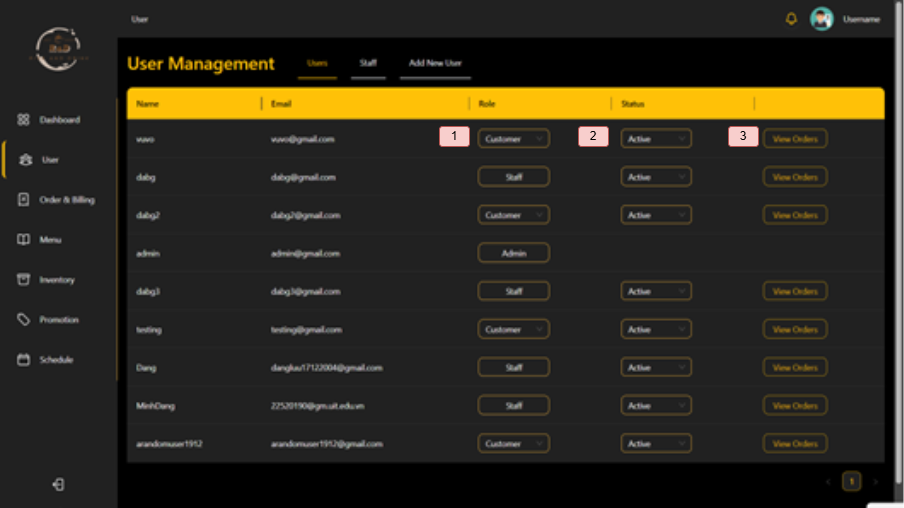 User
Username
User Management Users Staff Add New User
Name Email Role Status
vuvo vuvo@gmail.com 1 Customer 2 Active 3 View Orders
dabg dabg@gmail.com Staff Active View Orders
dabg2 dabg2@gmail.com Customer Active View Orders
admin admin@gmail.com Admin
dabg3 dabg3@gmail.com Staff Active View Orders
testing testing@gmail.com Customer Active View Orders
Dang dangluu17122004@gmail.com Staff Active View Orders
MinhDang 22520190@gm.uit.edu.vn Staff Active View Orders
arandomuser1912 arandomuser1912@gmail.com Customer Active View Orders
1
Dashboard
User
Order & Billing
Menu
Inventory
Promotion
Schedule